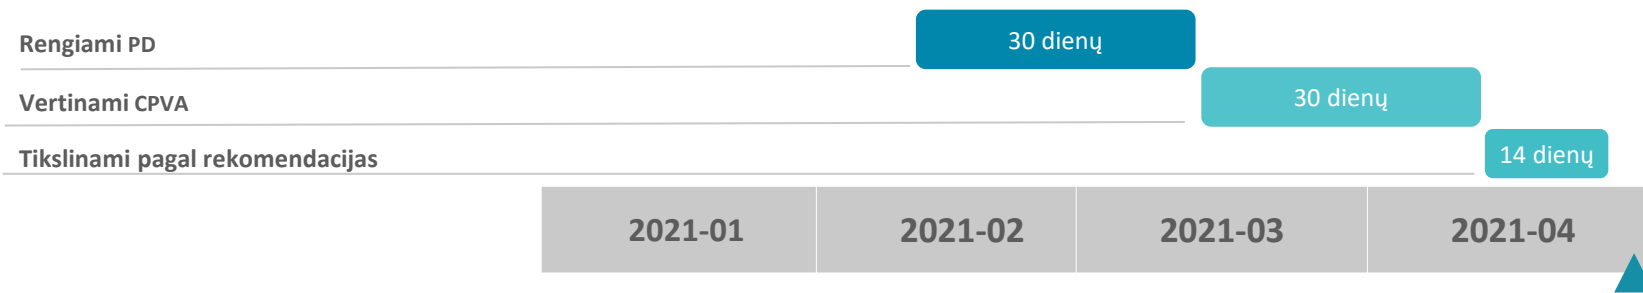 Rengiami PD
30 dienų
Vertinami CPVA
30 dienų
Tikslinami pagal rekomendacijas
14 dienų
2021-01
2021-02
2021-03
2021-04